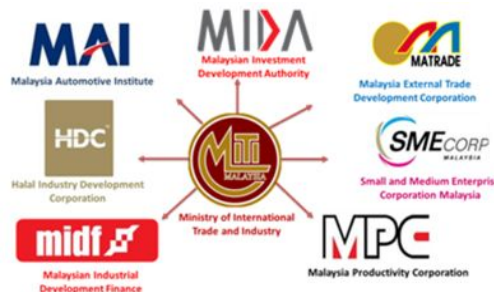 MAI
Malaysia Automotive Institute
MIDA
Malaysian Investment
Development Authority
MATRADE
Malaysia External Trade
Development Corporation
HDC
Halal Industry Development
Corporation
MiTi
MALAYSIA
Ministry of International
Trade and Industry
SMECORP
MALAYSIA
Small and Medium Enterpris
Corporation Malaysia
midf
Malaysian Industrial
Development Finance
MPC
Malaysia Productivity Corporation